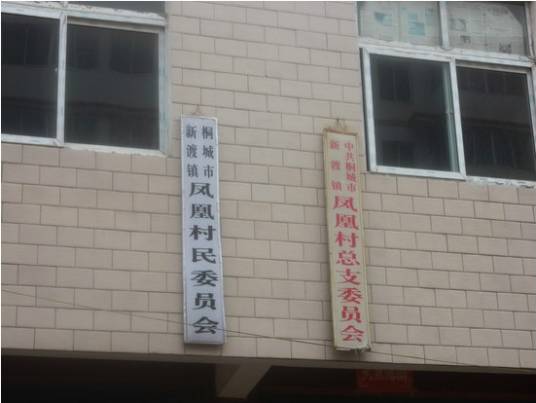 桐城市
新渡镇
凤凰村民委员会
中共桐城市
新渡镇
凤凰村总支委员会